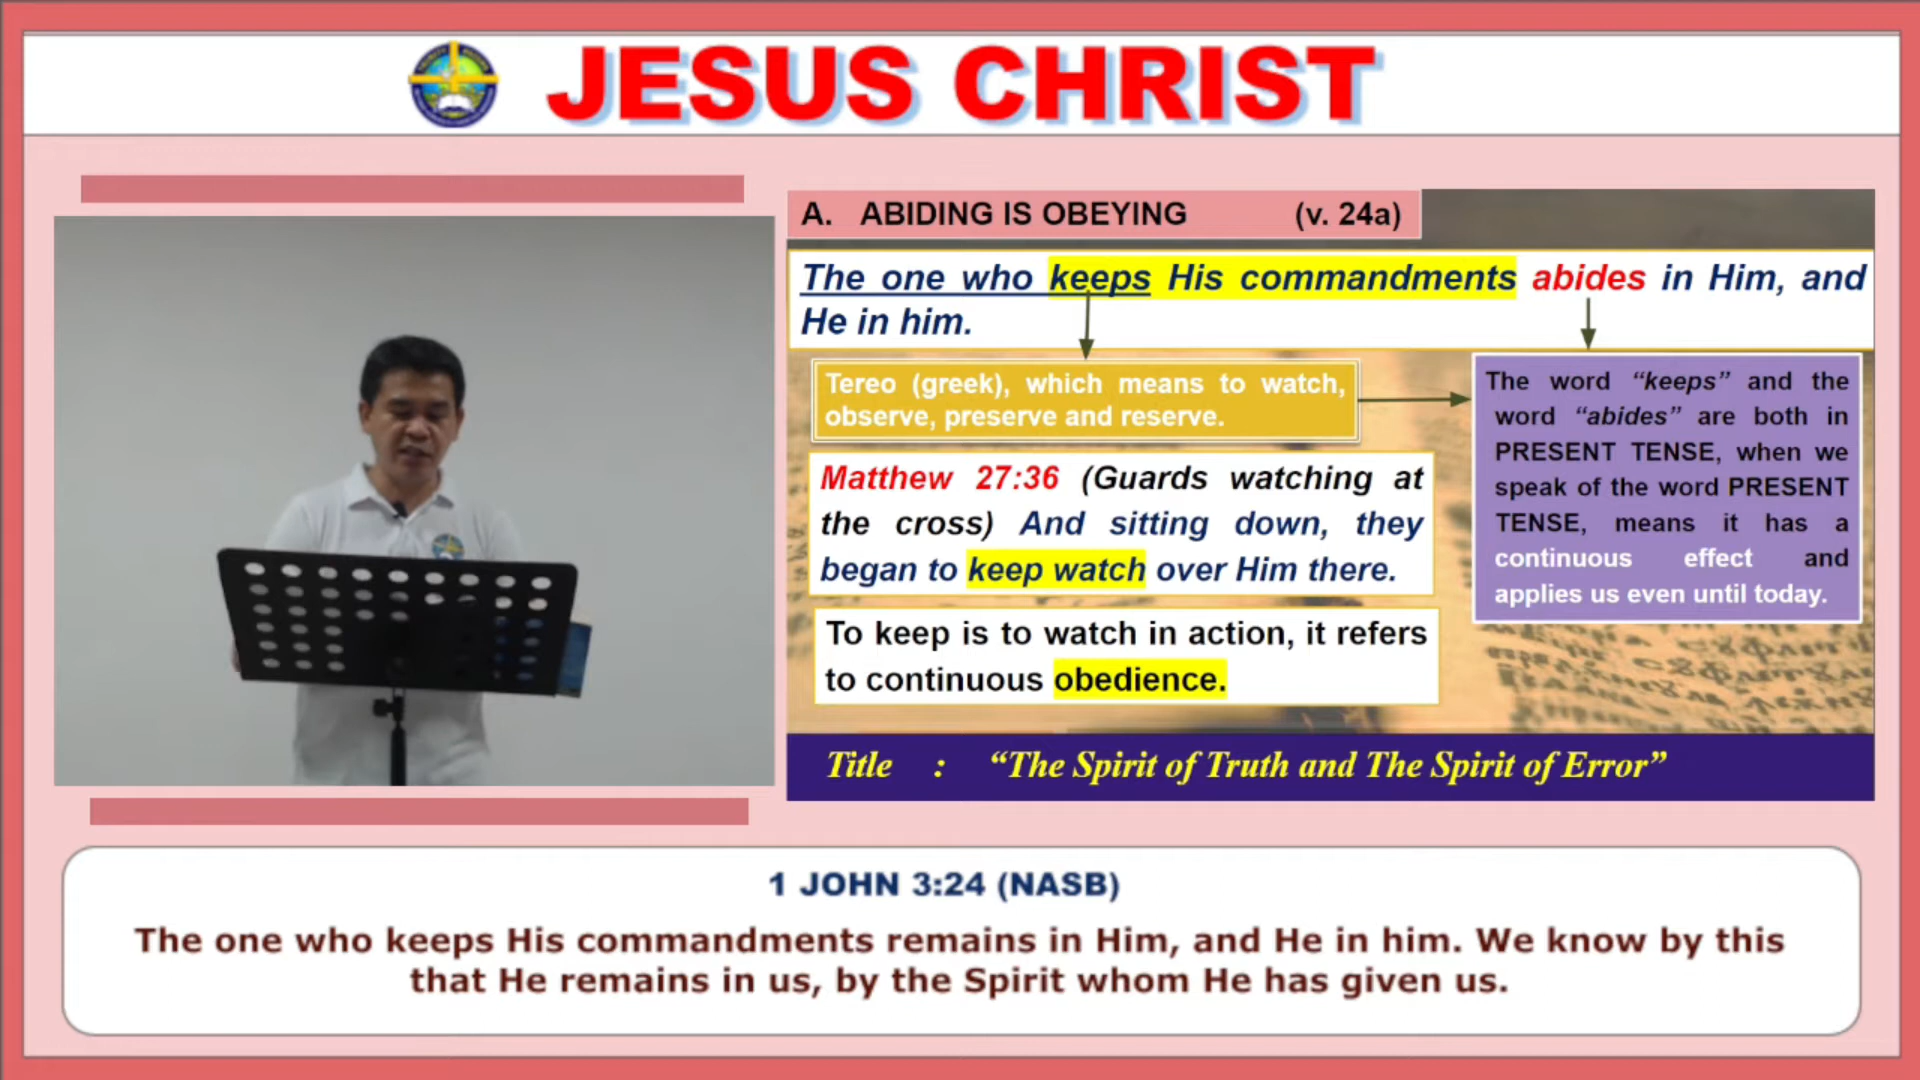 JESUS CHRIST
A. ABIDING IS OBEYING (v. 24a)
The one who keeps His commandments abides in Him, and
He in him.
Tereo (greek), which means to watch,
observe, preserve and reserve.
The word “keeps” and the
word “abides” are both in
PRESENT TENSE, when we
speak of the word PRESENT
TENSE, means it has a
continuous effect and
applies us even until today.
Matthew 27:36 (Guards watching at
the cross) And sitting down, they
began to keep watch over Him there.
To keep is to watch in action, it refers
to continuous obedience.
Title : “The Spirit of Truth and The Spirit of Error”
1 JOHN 3:24 (NASB)
The one who keeps His commandments remains in Him, and He in him. We know by this
that He remains in us, by the Spirit whom He has given us.